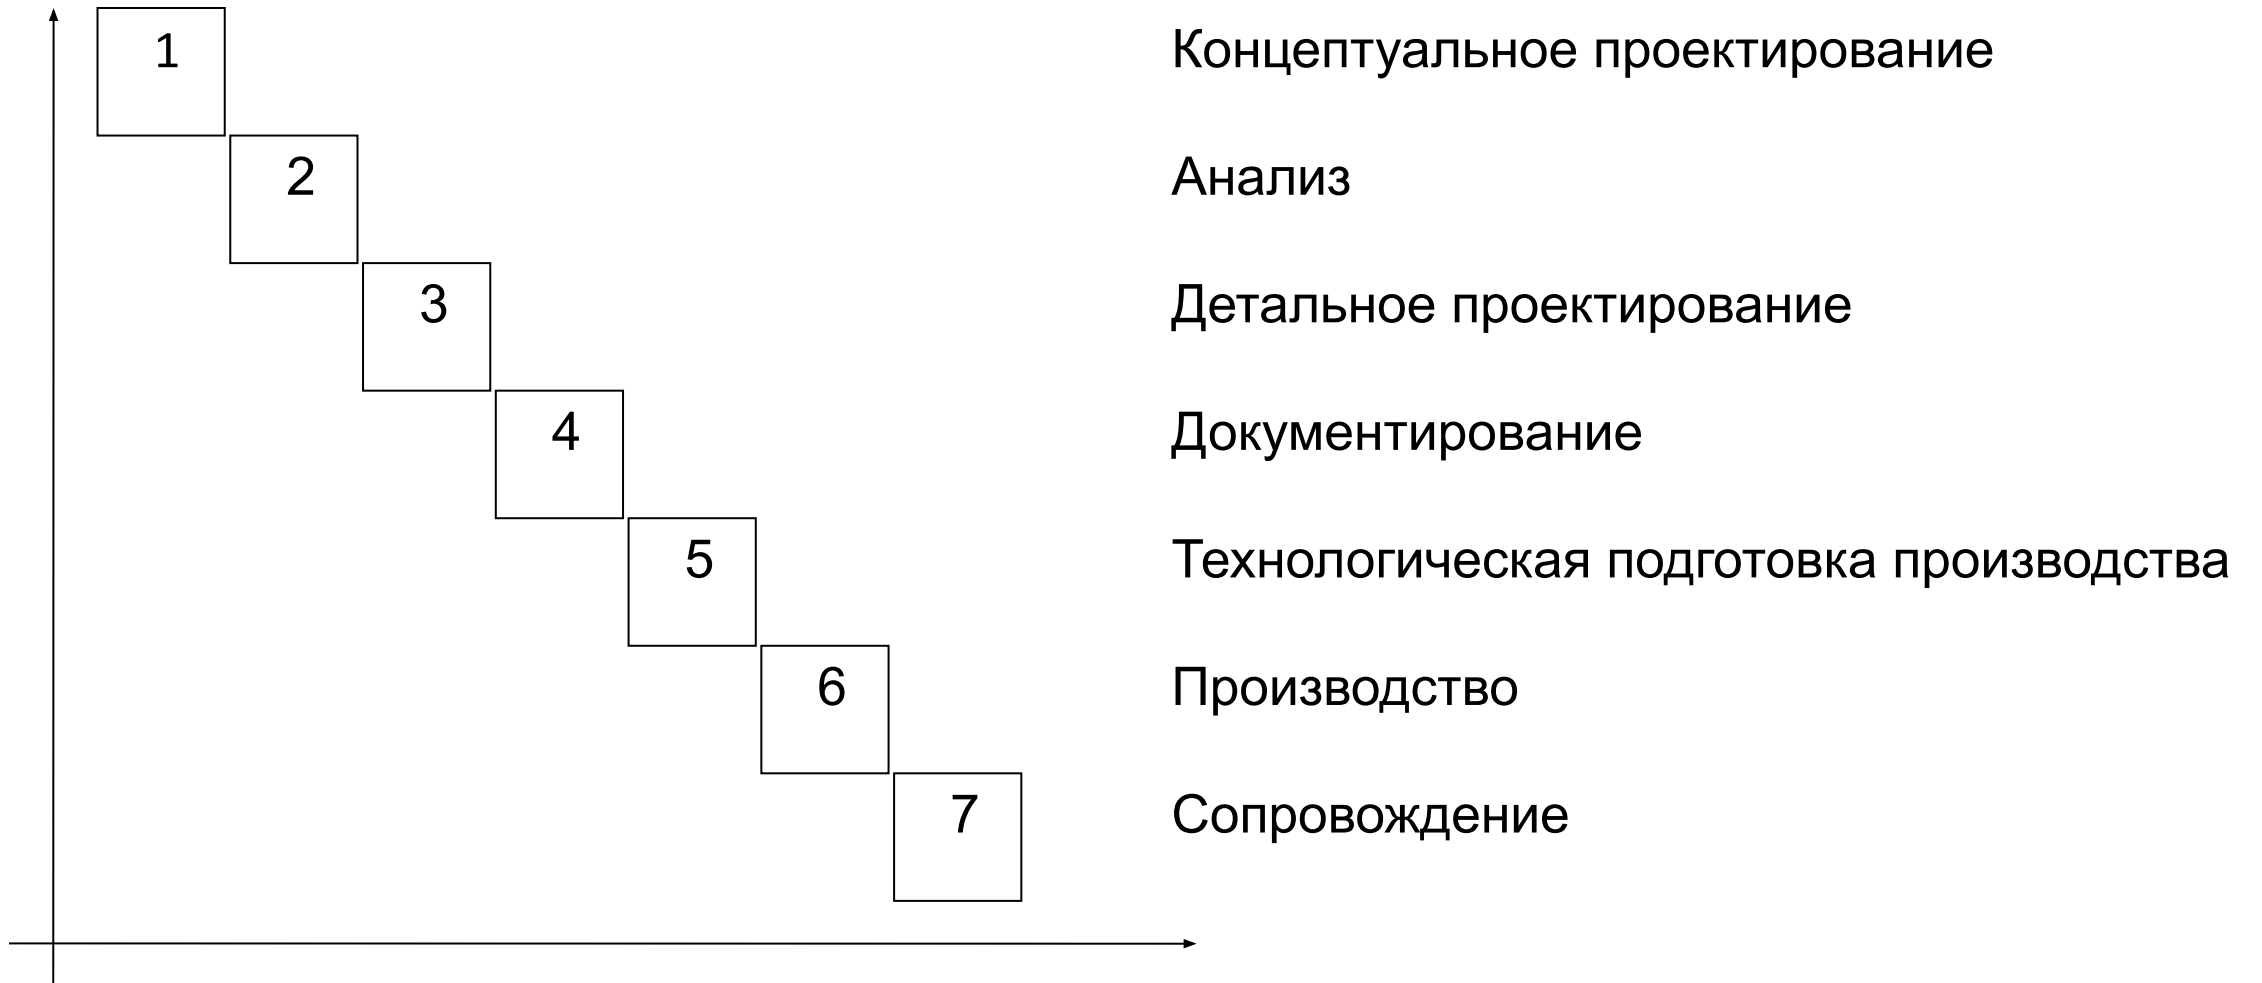 1 Концептуальное проектирование
2 Анализ
3 Детальное проектирование
4 Документирование
5 Технологическая подготовка производства
6 Производство
7 Сопровождение